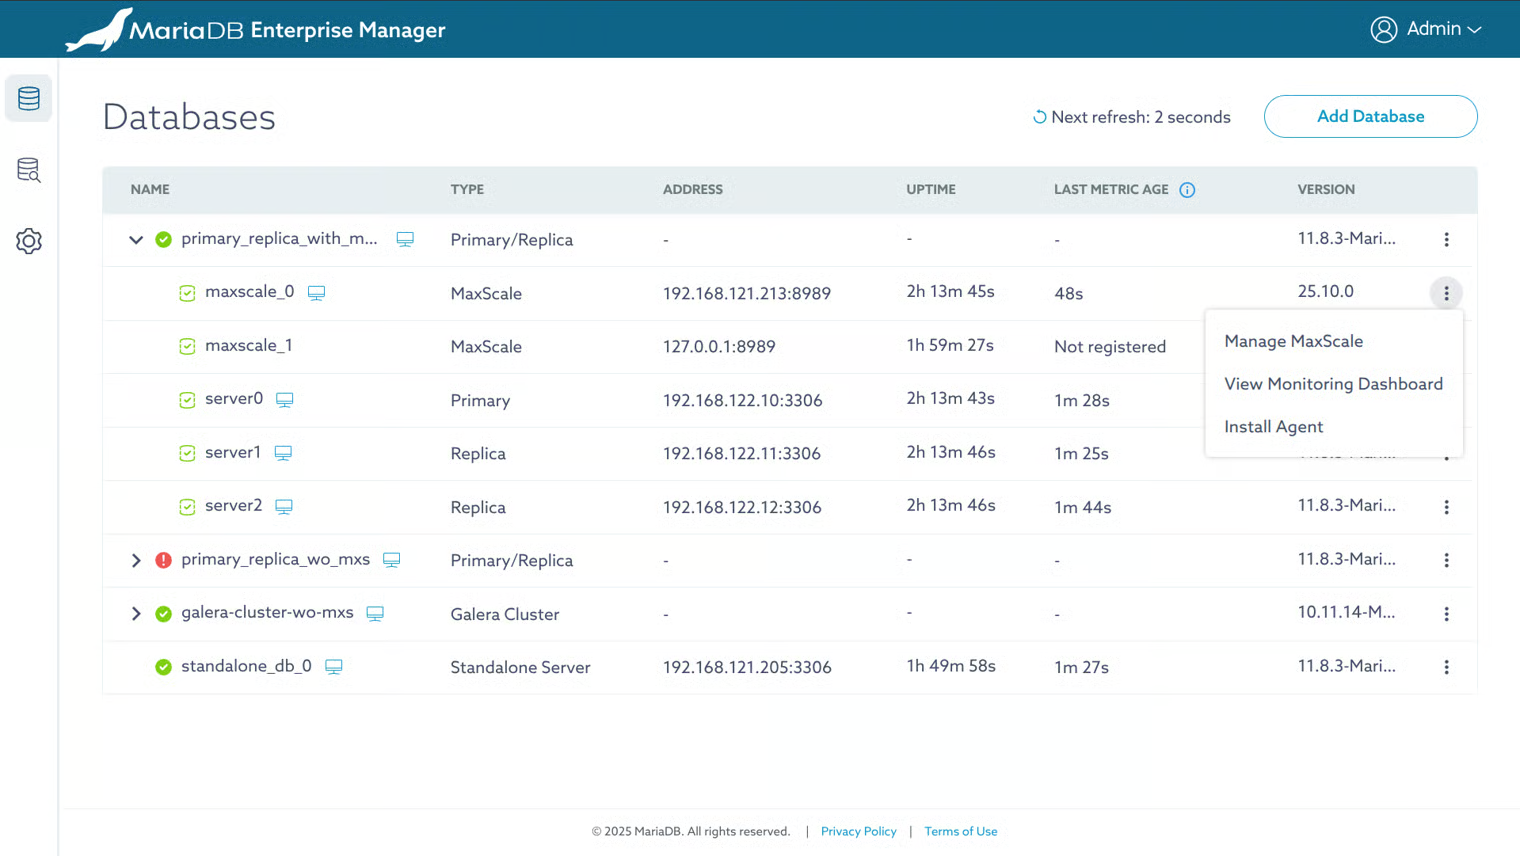 MariaDB Enterprise Manager
Admin
Databases
Next refresh: 2 seconds
Add Database
NAME TYPE ADDRESS UPTIME LAST METRIC AGE VERSION
primary_replica_with_m... Primary/Replica - - - 11.8.3-Mari...
maxscale_0 MaxScale 192.168.121.213:8989 2h 13m 45s 48s 25.10.0
maxscale_1 MaxScale 127.0.0.1:8989 1h 59m 27s Not registered
server0 Primary 192.168.122.10:3306 2h 13m 43s 1m 28s
server1 Replica 192.168.122.11:3306 2h 13m 46s 1m 25s
Manage MaxScale
View Monitoring Dashboard
Install Agent
server2 Replica 192.168.122.12:3306 2h 13m 46s 1m 44s 11.8.3-Mari...
primary_replica_wo_mxs Primary/Replica - - - 11.8.3-Mari...
galera-cluster-wo-mxs Galera Cluster - - - 10.11.14-M...
standalone_db_0 Standalone Server 192.168.121.205:3306 1h 49m 58s 1m 27s 11.8.3-Mari...
© 2025 MariaDB. All rights reserved. | Privacy Policy | Terms of Use